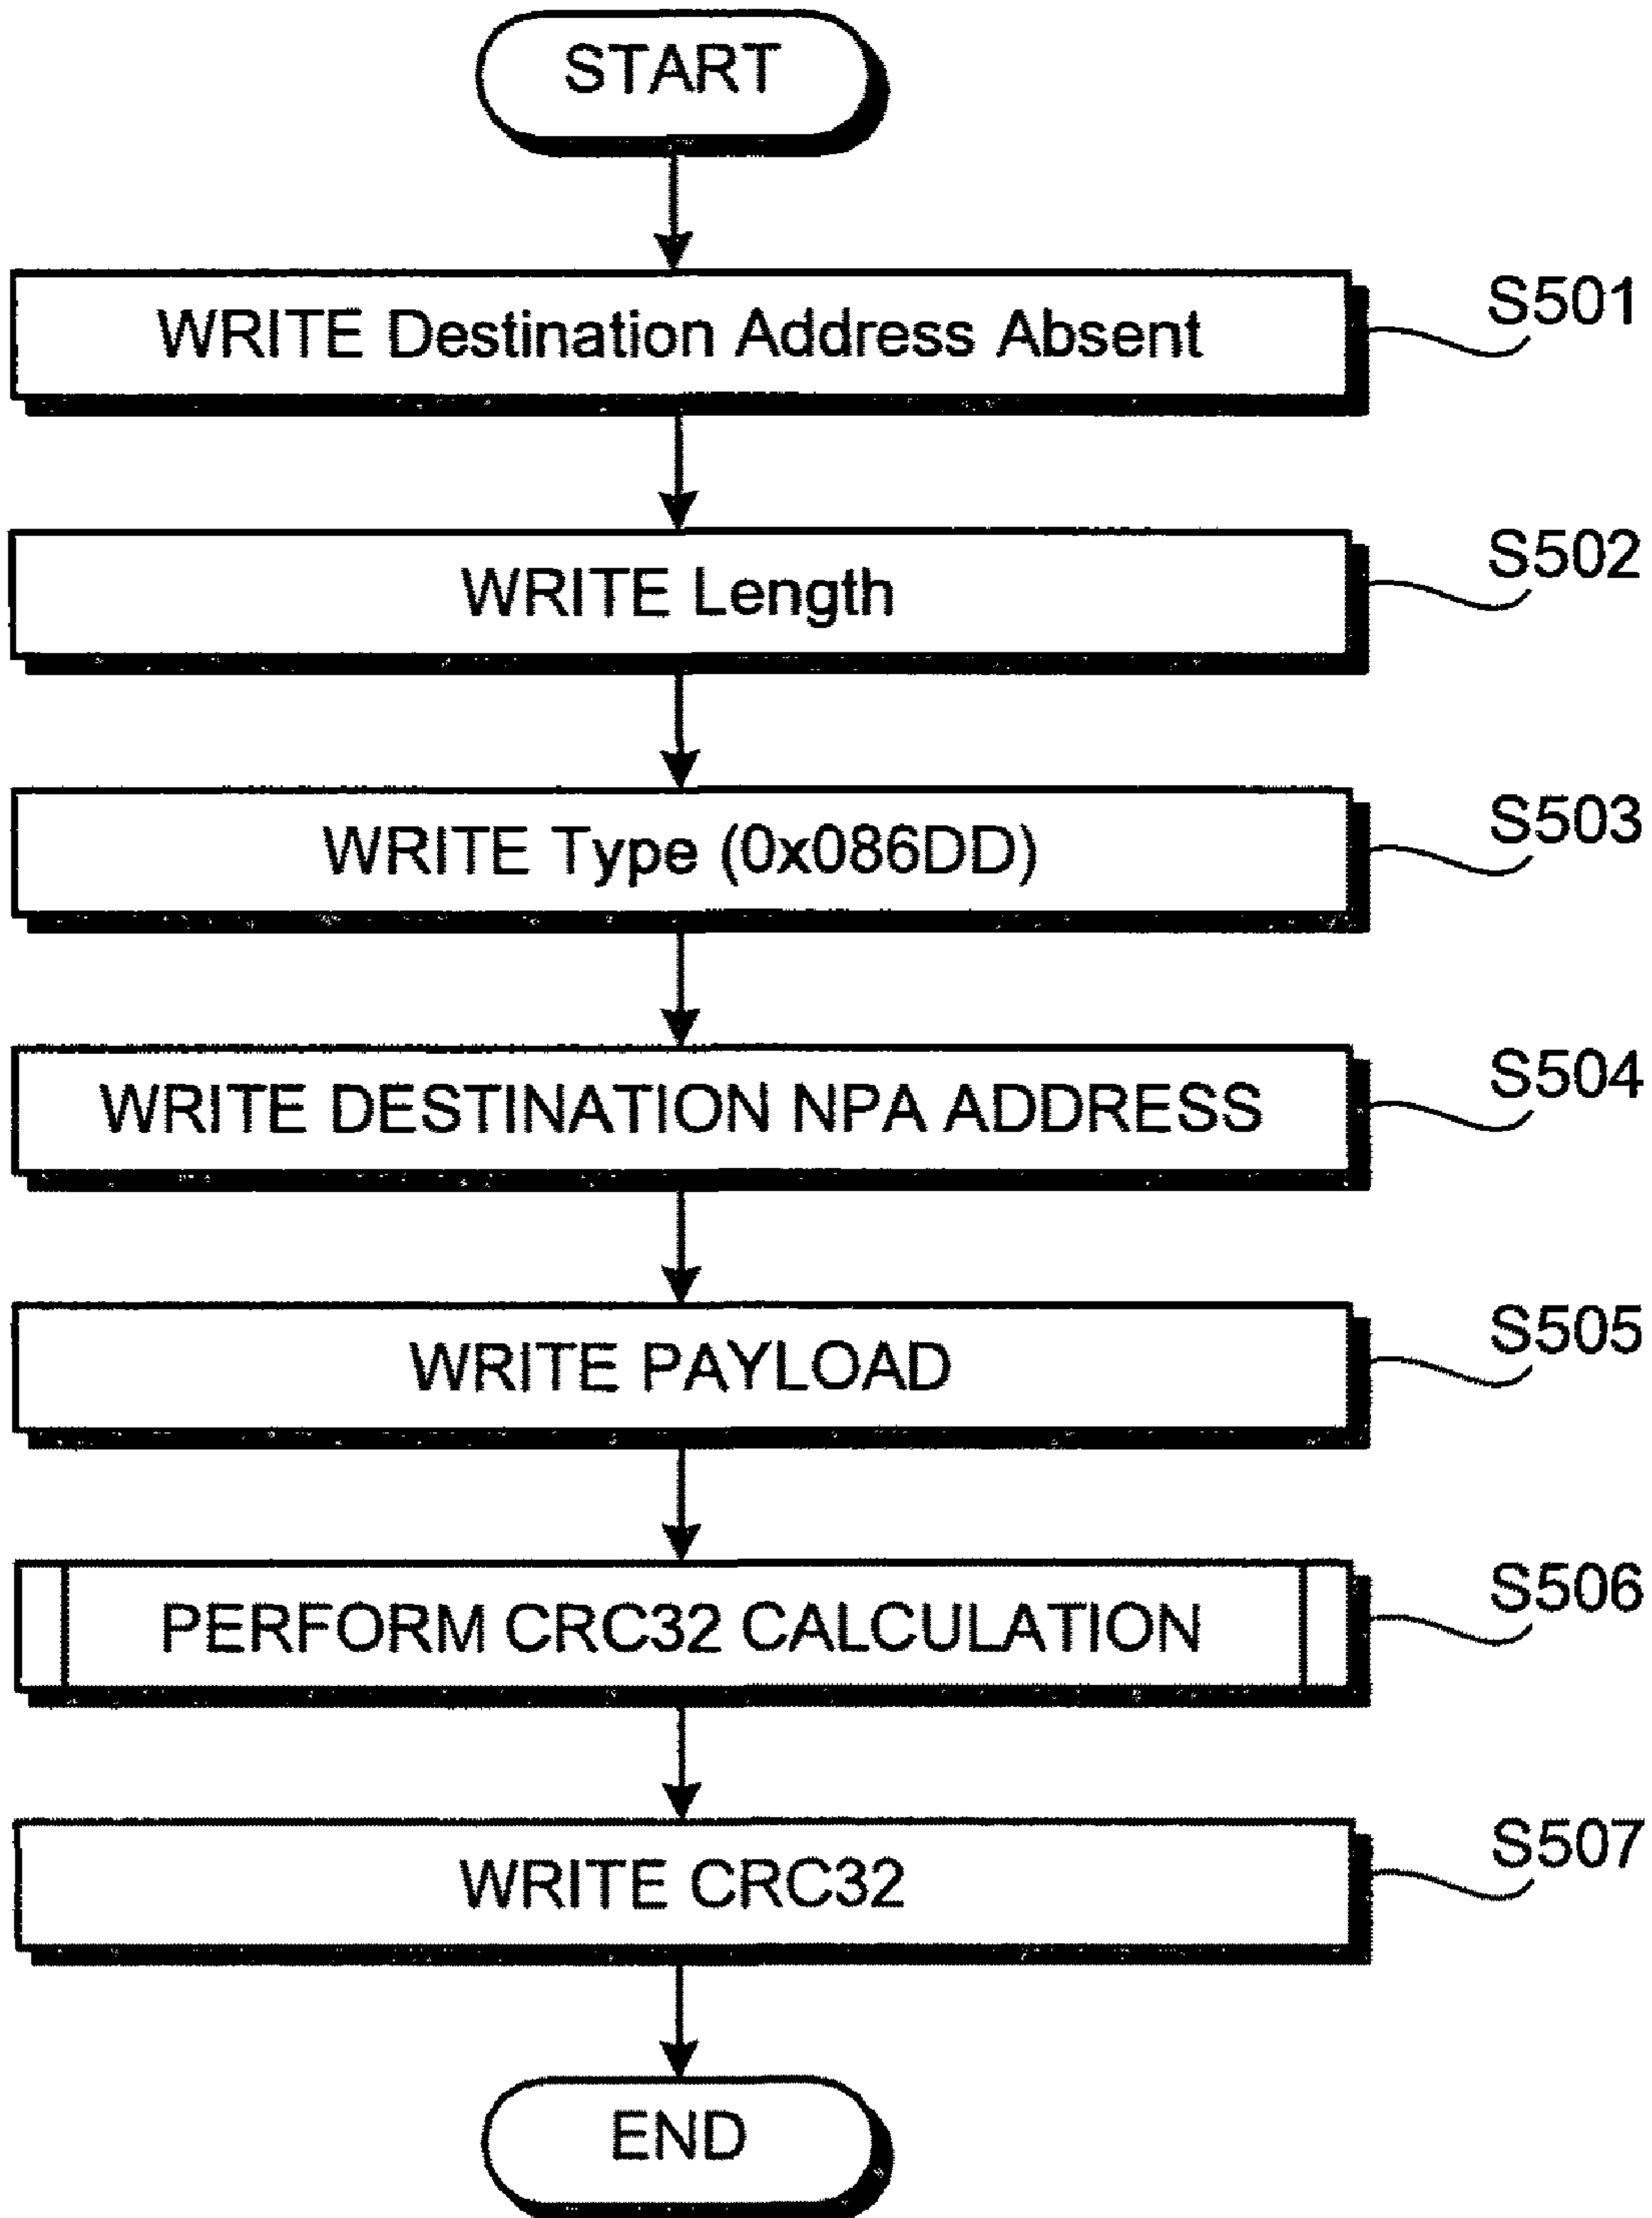 START
WRITE Destination Address Absent
S501
WRITE Length
S502
WRITE Type (0x086DD)
S503
WRITE DESTINATION NPA ADDRESS
S504
WRITE PAYLOAD
S505
PERFORM CRC32 CALCULATION
S506
WRITE CRC32
S507
END